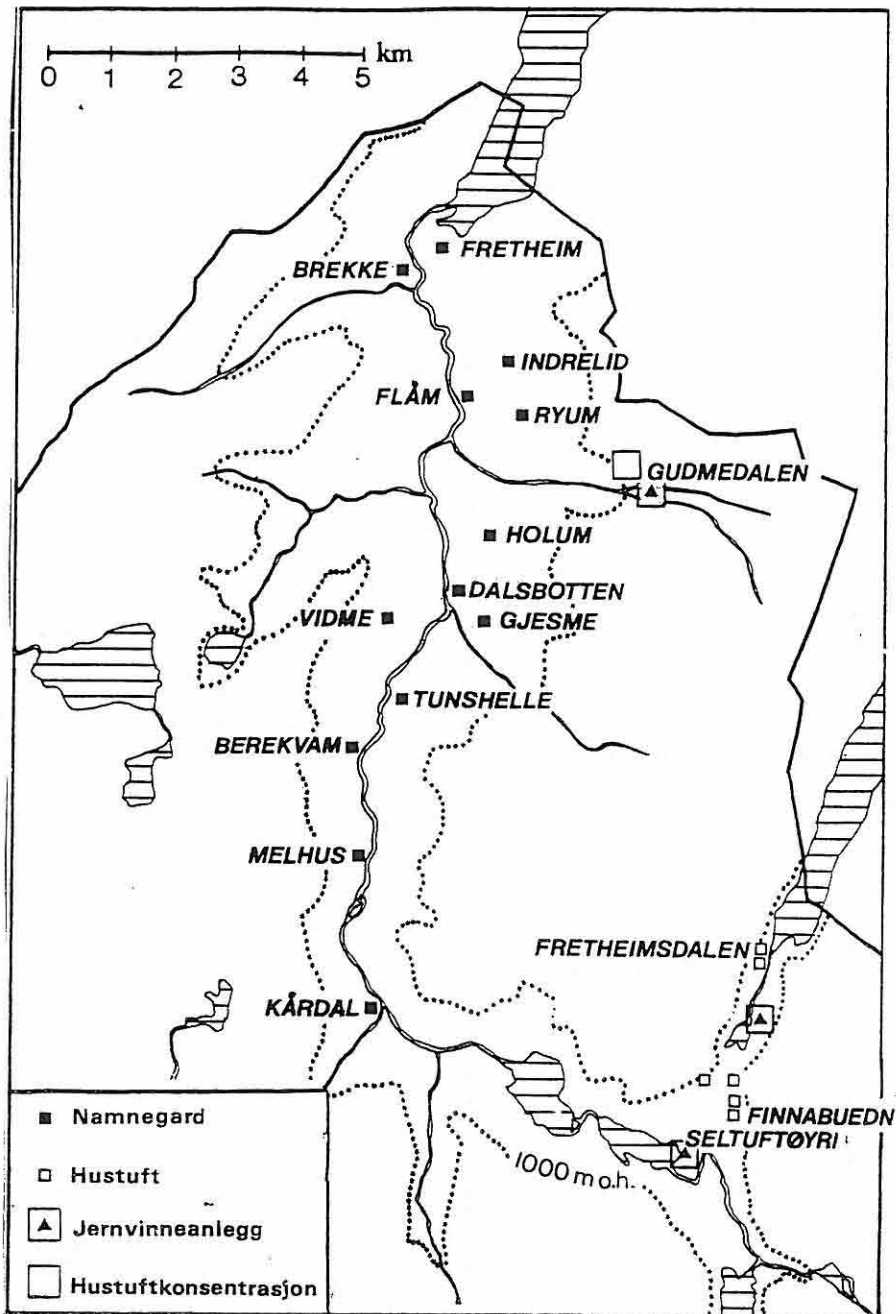 km
0 1 2 3 4 5
FRETHEIM
BREKKE
INDRELID
FLÅM
RYUM
GUDMEDALEN
HOLUM
DALSBOTTEN
VIDME
GJESME
TUNSHELLE
BEREKVAM
MELHUS
FRETHEIMSDALEN
KÅRDAL
FINNABUEDN
SELTUFTØYRI
1000 m o.h.
Namnegard
Hustuft
Jernvinneanlegg
Hustuftkonsentrasjon